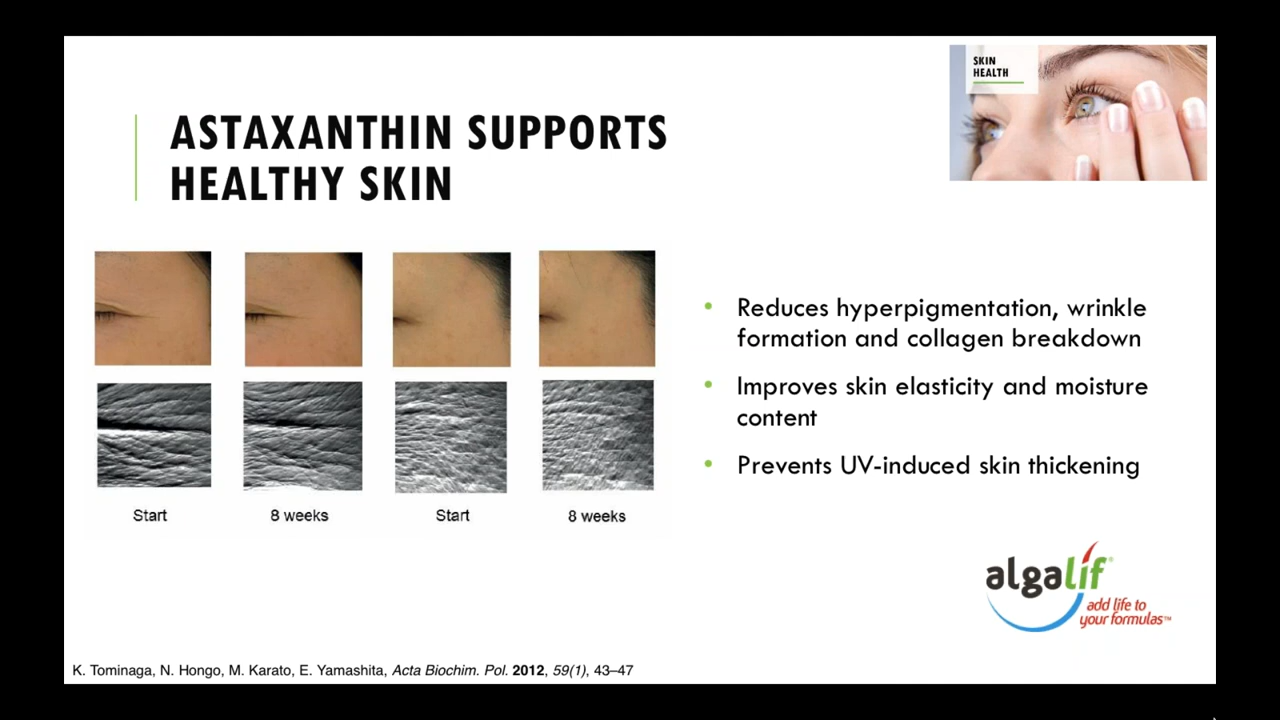 SKIN
HEALTH
ASTAXANTHIN SUPPORTS
HEALTHY SKIN
• Reduces hyperpigmentation, wrinkle
formation and collagen breakdown
• Improves skin elasticity and moisture
content
• Prevents UV-induced skin thickening
Start 8 weeks Start 8 weeks
algalíf®
add life to
your formulas™
K. Tominaga, N. Hongo, M. Karato, E. Yamashita, Acta Biochim. Pol. 2012, 59(1), 43–47